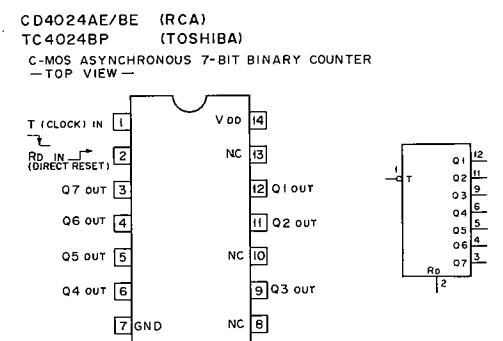 CD4024AE/BE (RCA)
TC4024BP (TOSHIBA)
C-MOS ASYNCHRONOUS 7-BIT BINARY COUNTER
—TOP VIEW—
T (CLOCK) IN 1
VDD 14
RD IN 2
(DIRECT RESET)
NC 13
Q7 OUT 3
12 Q1 OUT
Q6 OUT 4
11 Q2 OUT
Q5 OUT 5
NC 10
Q4 OUT 6
9 Q3 OUT
7 GND
NC 8
1 T
Q1 12
Q2 11
Q3 9
Q4 6
Q5 5
Q6 4
Q7 3
RD
2